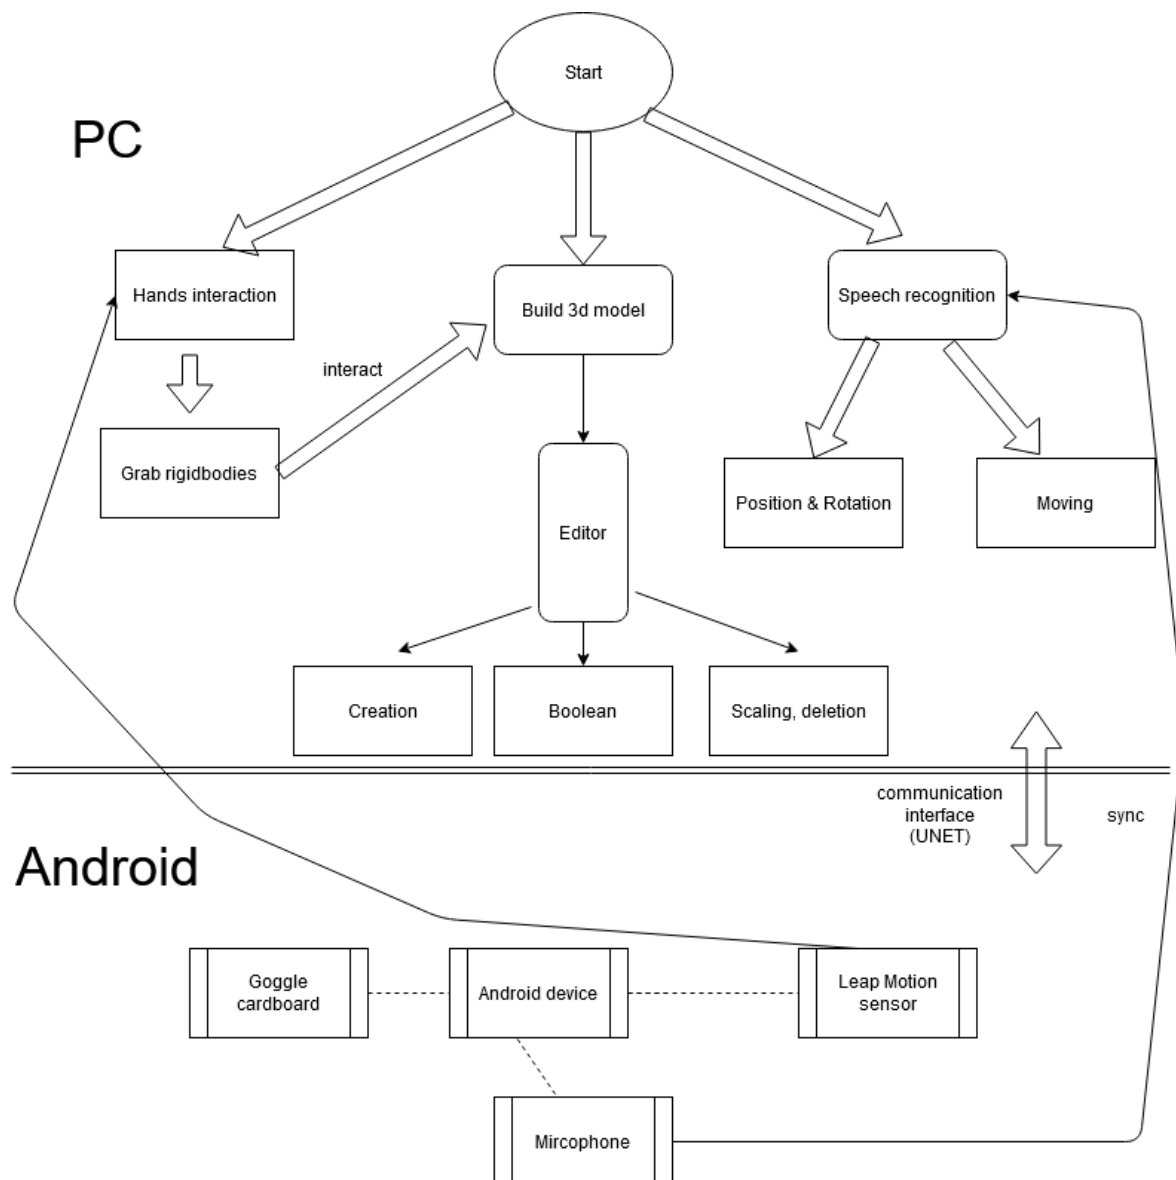 Start
PC
Hands interaction
Build 3d model
Speech recognition
interact
Grab rigidbodies
Position & Rotation
Moving
Editor
Creation
Boolean
Scaling, deletion
communication
interface
(UNET)
sync
Android
Goggle
cardboard
Android device
Leap Motion
sensor
Mircophone